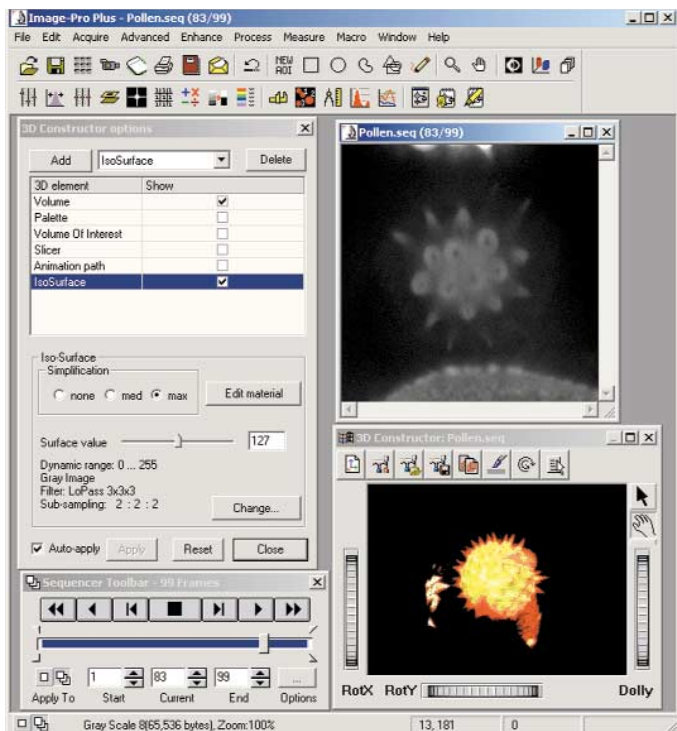 Image-Pro Plus - Pollen.seq (83/99)
File Edit Acquire Advanced Enhance Process Measure Macro Window Help
NEW
AOI
3D Constructor options
Add IsoSurface Delete
3D element Show
Volume
Palette
Volume Of Interest
Slicer
Animation path
IsoSurface
Iso-Surface
Simplification
none med max Edit material
Surface value 127
Dynamic range: 0 ... 255
Gray Image
Filter: LoPass 3x3x3
Sub-sampling: 2 : 2 : 2 Change...
Auto-apply Apply Reset Close
Pollen.seq (83/99)
3D Constructor: Pollen.seq
RotX RotY Dolly
Sequencer Toolbar - 99 Frames
1 83 99 ...
Apply To Start Current End Options
Gray Scale 8(65,536 bytes), Zoom:100% 13, 181 0